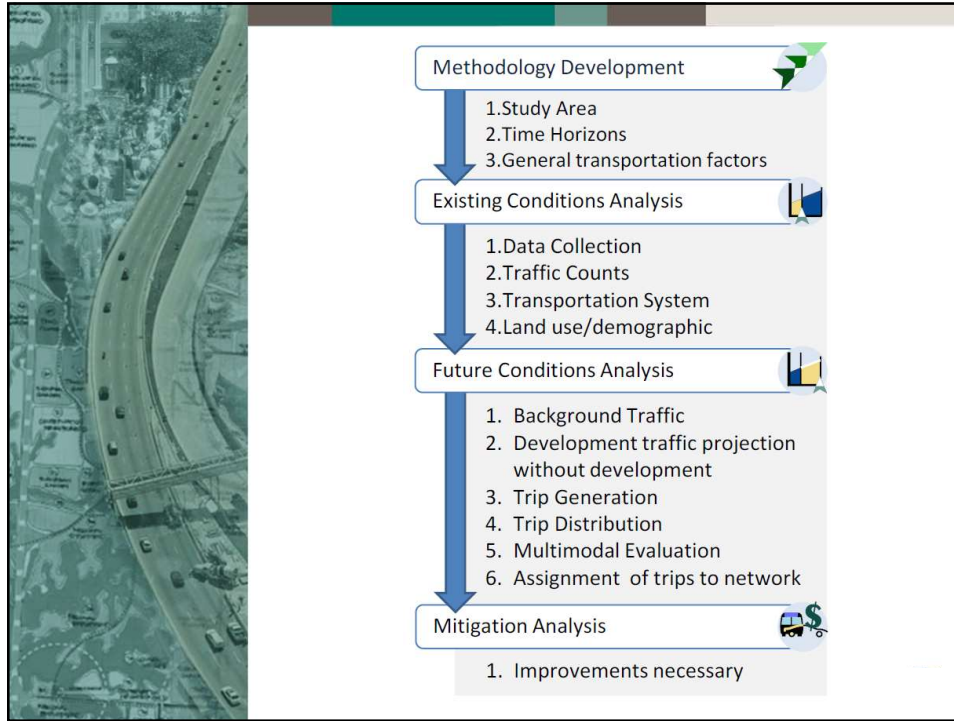 Methodology Development
1.Study Area
2.Time Horizons
3.General transportation factors
Existing Conditions Analysis
1.Data Collection
2.Traffic Counts
3.Transportation System
4.Land use/demographic
Future Conditions Analysis
1. Background Traffic
2. Development traffic projection
without development
3. Trip Generation
4. Trip Distribution
5. Multimodal Evaluation
6. Assignment of trips to network
Mitigation Analysis
$
1. Improvements necessary